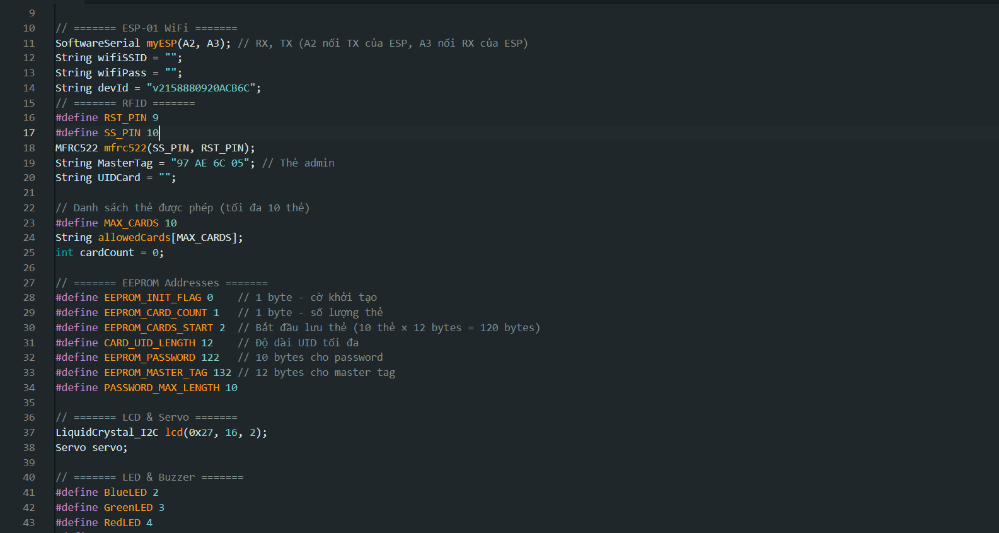 9
10 // ======= ESP-01 WiFi =======
11 SoftwareSerial myESP(A2, A3); // RX, TX (A2 nối TX của ESP, A3 nối RX của ESP)
12 String wifiSSID = "";
13 String wifiPass = "";
14 String devId = "v2158880920ACB6C";
15 // ======= RFID =======
16 #define RST_PIN 9
17 #define SS_PIN 10
18 MFRC522 mfrc522(SS_PIN, RST_PIN);
19 String MasterTag = "97 AE 6C 05"; // Thẻ admin
20 String UIDCard = "";
21
22 // Danh sách thẻ được phép (tối đa 10 thẻ)
23 #define MAX_CARDS 10
24 String allowedCards[MAX_CARDS];
25 int cardCount = 0;
26
27 // ======= EEPROM Addresses =======
28 #define EEPROM_INIT_FLAG 0    // 1 byte - cờ khởi tạo
29 #define EEPROM_CARD_COUNT 1   // 1 byte - số lượng thẻ
30 #define EEPROM_CARDS_START 2  // Bắt đầu lưu thẻ (10 thẻ × 12 bytes = 120 bytes)
31 #define CARD_UID_LENGTH 12    // Độ dài UID tối đa
32 #define EEPROM_PASSWORD 122   // 10 bytes cho password
33 #define EEPROM_MASTER_TAG 132 // 12 bytes cho master tag
34 #define PASSWORD_MAX_LENGTH 10
35
36 // ======= LCD & Servo =======
37 LiquidCrystal_I2C lcd(0x27, 16, 2);
38 Servo servo;
39
40 // ======= LED & Buzzer =======
41 #define BlueLED 2
42 #define GreenLED 3
43 #define RedLED 4